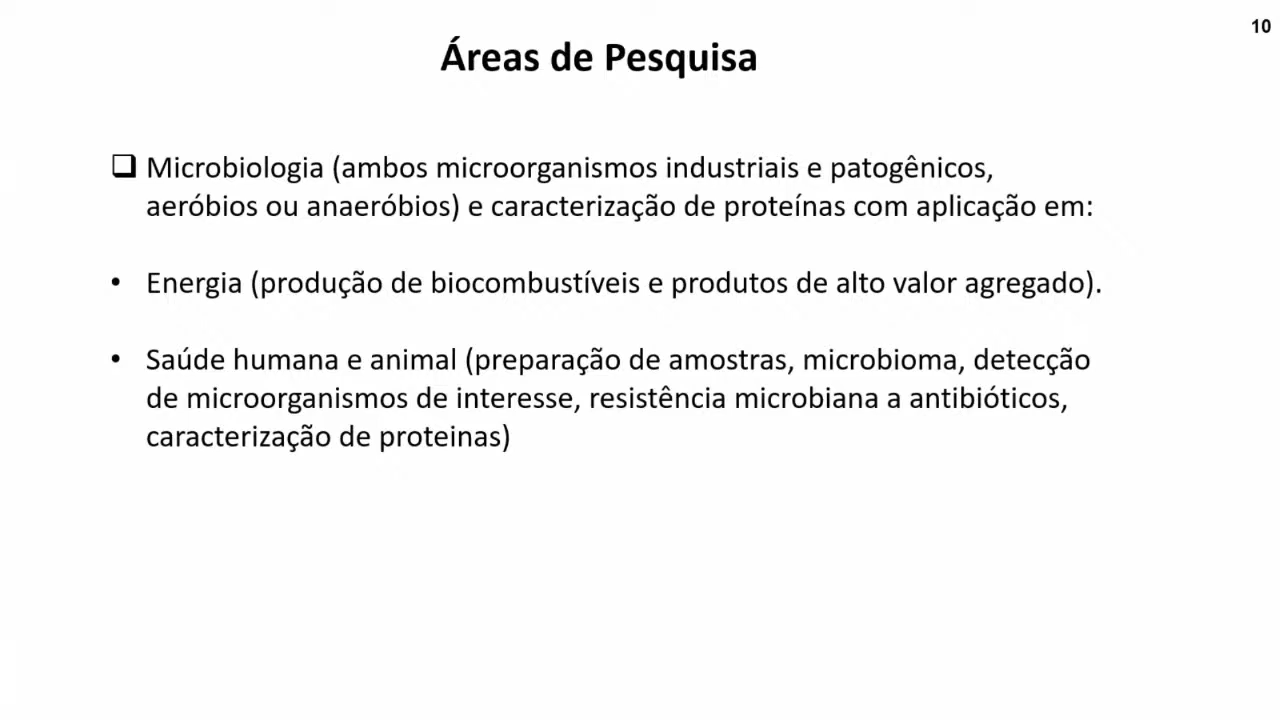 10
Áreas de Pesquisa
❑ Microbiologia (ambos microorganismos industriais e patogênicos,
aeróbios ou anaeróbios) e caracterização de proteínas com aplicação em:
• Energia (produção de biocombustíveis e produtos de alto valor agregado).
• Saúde humana e animal (preparação de amostras, microbioma, detecção
de microorganismos de interesse, resistência microbiana a antibióticos,
caracterização de proteinas)